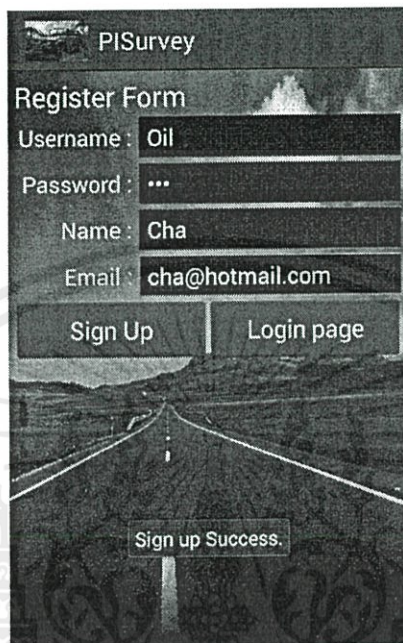 PISurvey
Register Form
Username : Oil
Password : •••
Name : Cha
Email : cha@hotmail.com
Sign Up Login page
Sign up Success.